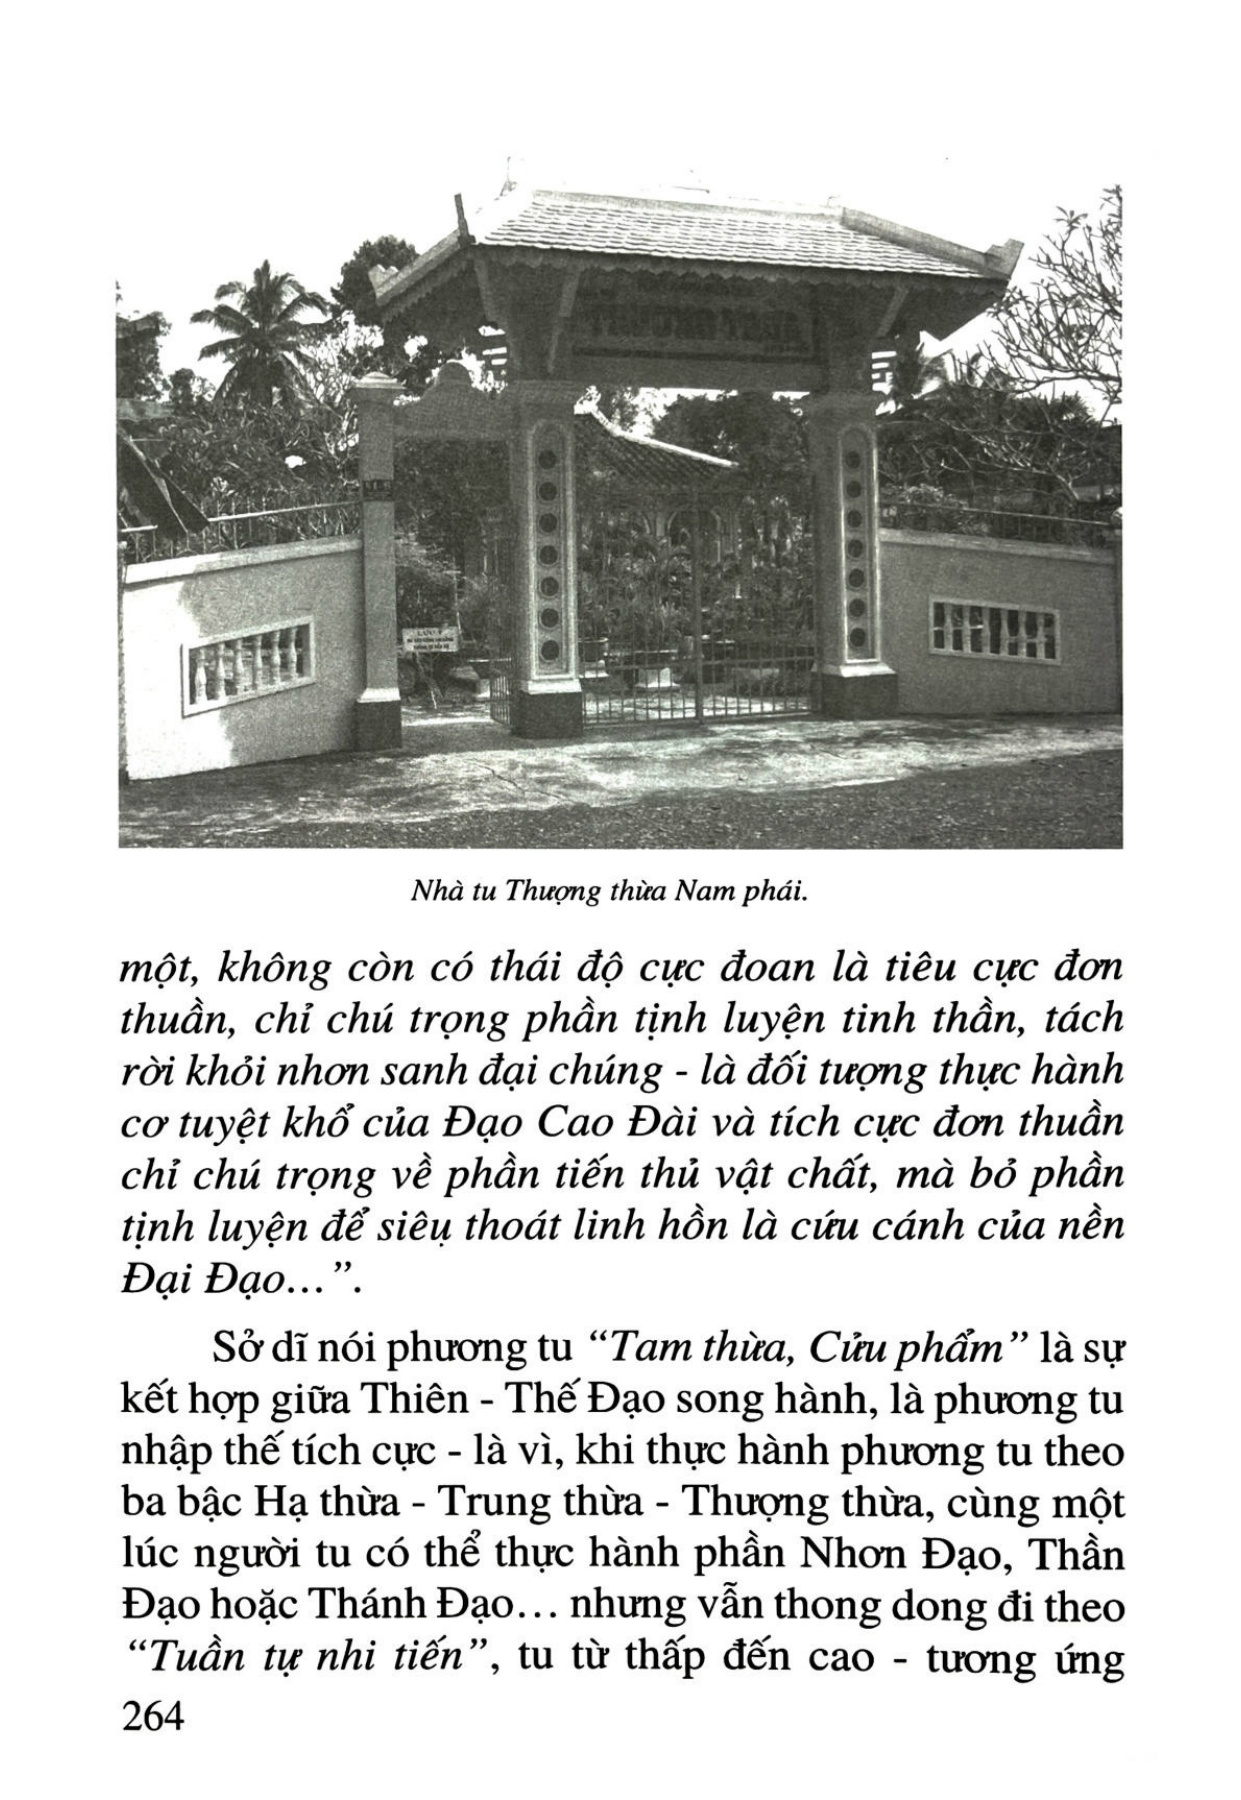 THƯỢNG THỪA
Nhà tu Thượng thừa Nam phái.
một, không còn có thái độ cực đoan là tiêu cực đơn
thuần, chỉ chú trọng phần tịnh luyện tinh thần, tách
rời khỏi nhơn sanh đại chúng - là đối tượng thực hành
cơ tuyệt khổ của Đạo Cao Đài và tích cực đơn thuần
chỉ chú trọng về phần tiến thủ vật chất, mà bỏ phần
tịnh luyện để siêụ thoát linh hồn là cứu cánh của nền
Đại Đạo...”.
Sở dĩ nói phương tu “Tam thừa, Cửu phẩm” là sự
kết hợp giữa Thiên - Thế Đạo song hành, là phương tu
nhập thế tích cực - là vì, khi thực hành phương tu theo
ba bậc Hạ thừa - Trung thừa - Thượng thừa, cùng một
lúc người tu có thể thực hành phần Nhơn Đạo, Thần
Đạo hoặc Thánh Đạo... nhưng vẫn thong dong đi theo
“Tuần tự nhi tiến”, tu từ thấp đến cao - tương ứng
264